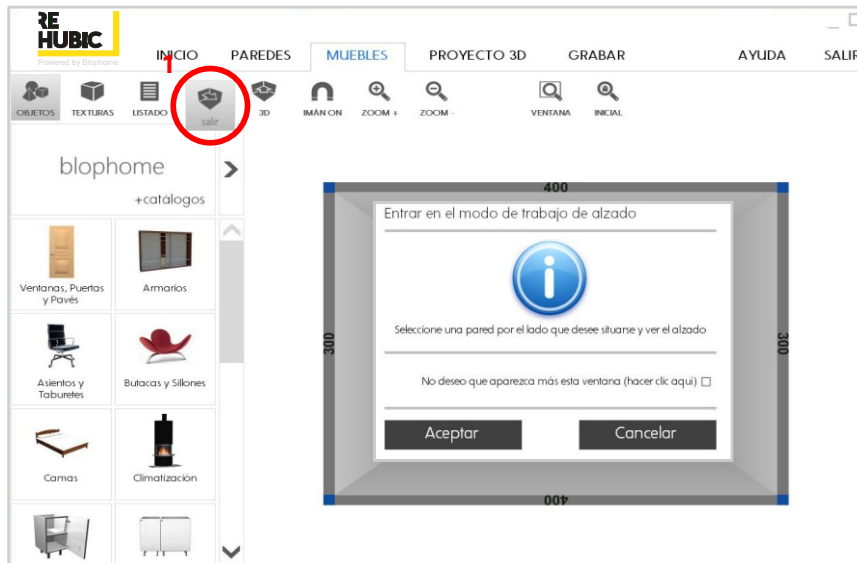 RE
HUBIC
Powered by Blophome
INICIO PAREDES MUEBLES PROYECTO 3D GRABAR AYUDA SALIR
1
OBJETOS TEXTURAS LISTADO salir 3D IMÁN ON ZOOM + ZOOM - VENTANA INICIAL
blophome
+catálogos
400
Entrar en el modo de trabajo de alzado
i
Seleccione una pared por el lado que desee situarse y ver el alzado
300 300
No deseo que aparezca más esta ventana (hacer clic aqui)
Aceptar Cancelar
400
Ventanas, Puertas
y Pavés
Armarios
Asientos y
Taburetes
Butacas y Sillones
Camas
Climatización